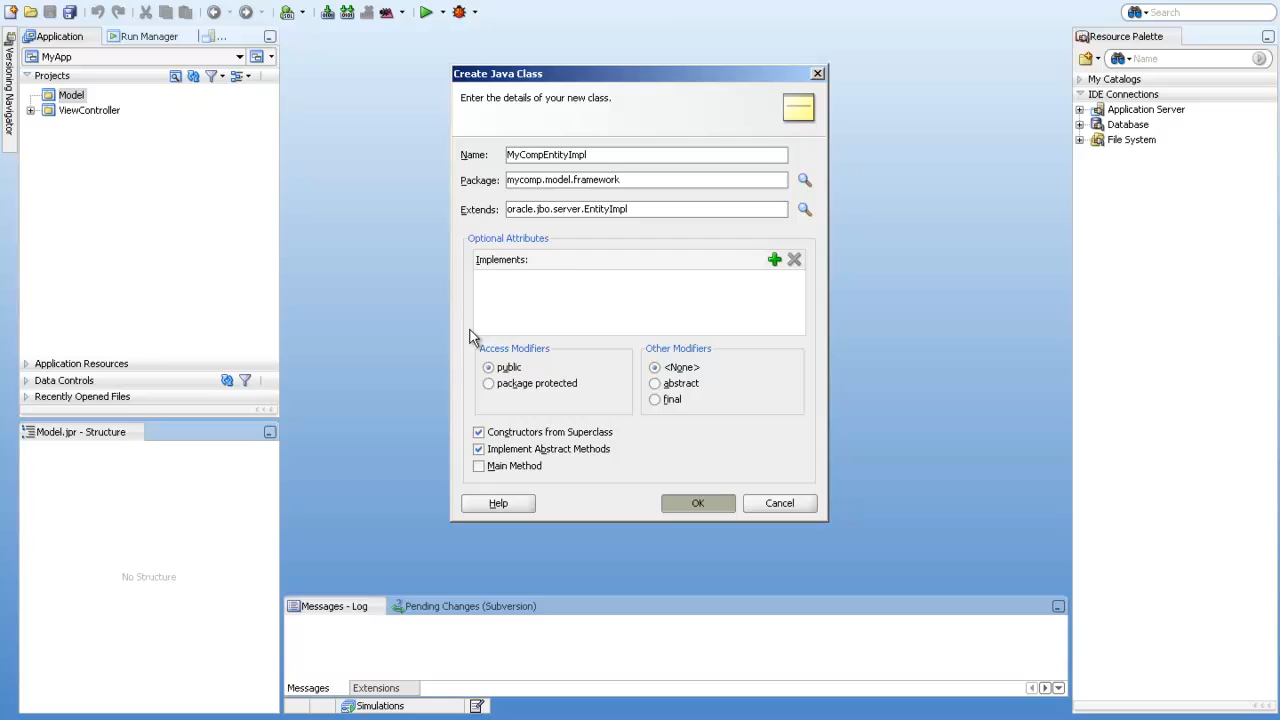 Search
Application
Run Manager
...
MyApp
Projects
Model
ViewController
Versioning Navigator
Application Resources
Data Controls
Recently Opened Files
Model.jpr - Structure
No Structure
Create Java Class
Enter the details of your new class.
Name: MyCompEntityImpl
Package: mycomp.model.framework
Extends: oracle.jbo.server.EntityImpl
Optional Attributes
Implements:
Access Modifiers
public
package protected
Other Modifiers
<None>
abstract
final
Constructors from Superclass
Implement Abstract Methods
Main Method
Help
OK
Cancel
Messages - Log
Pending Changes (Subversion)
Messages
Extensions
Simulations
Resource Palette
Name
My Catalogs
IDE Connections
Application Server
Database
File System